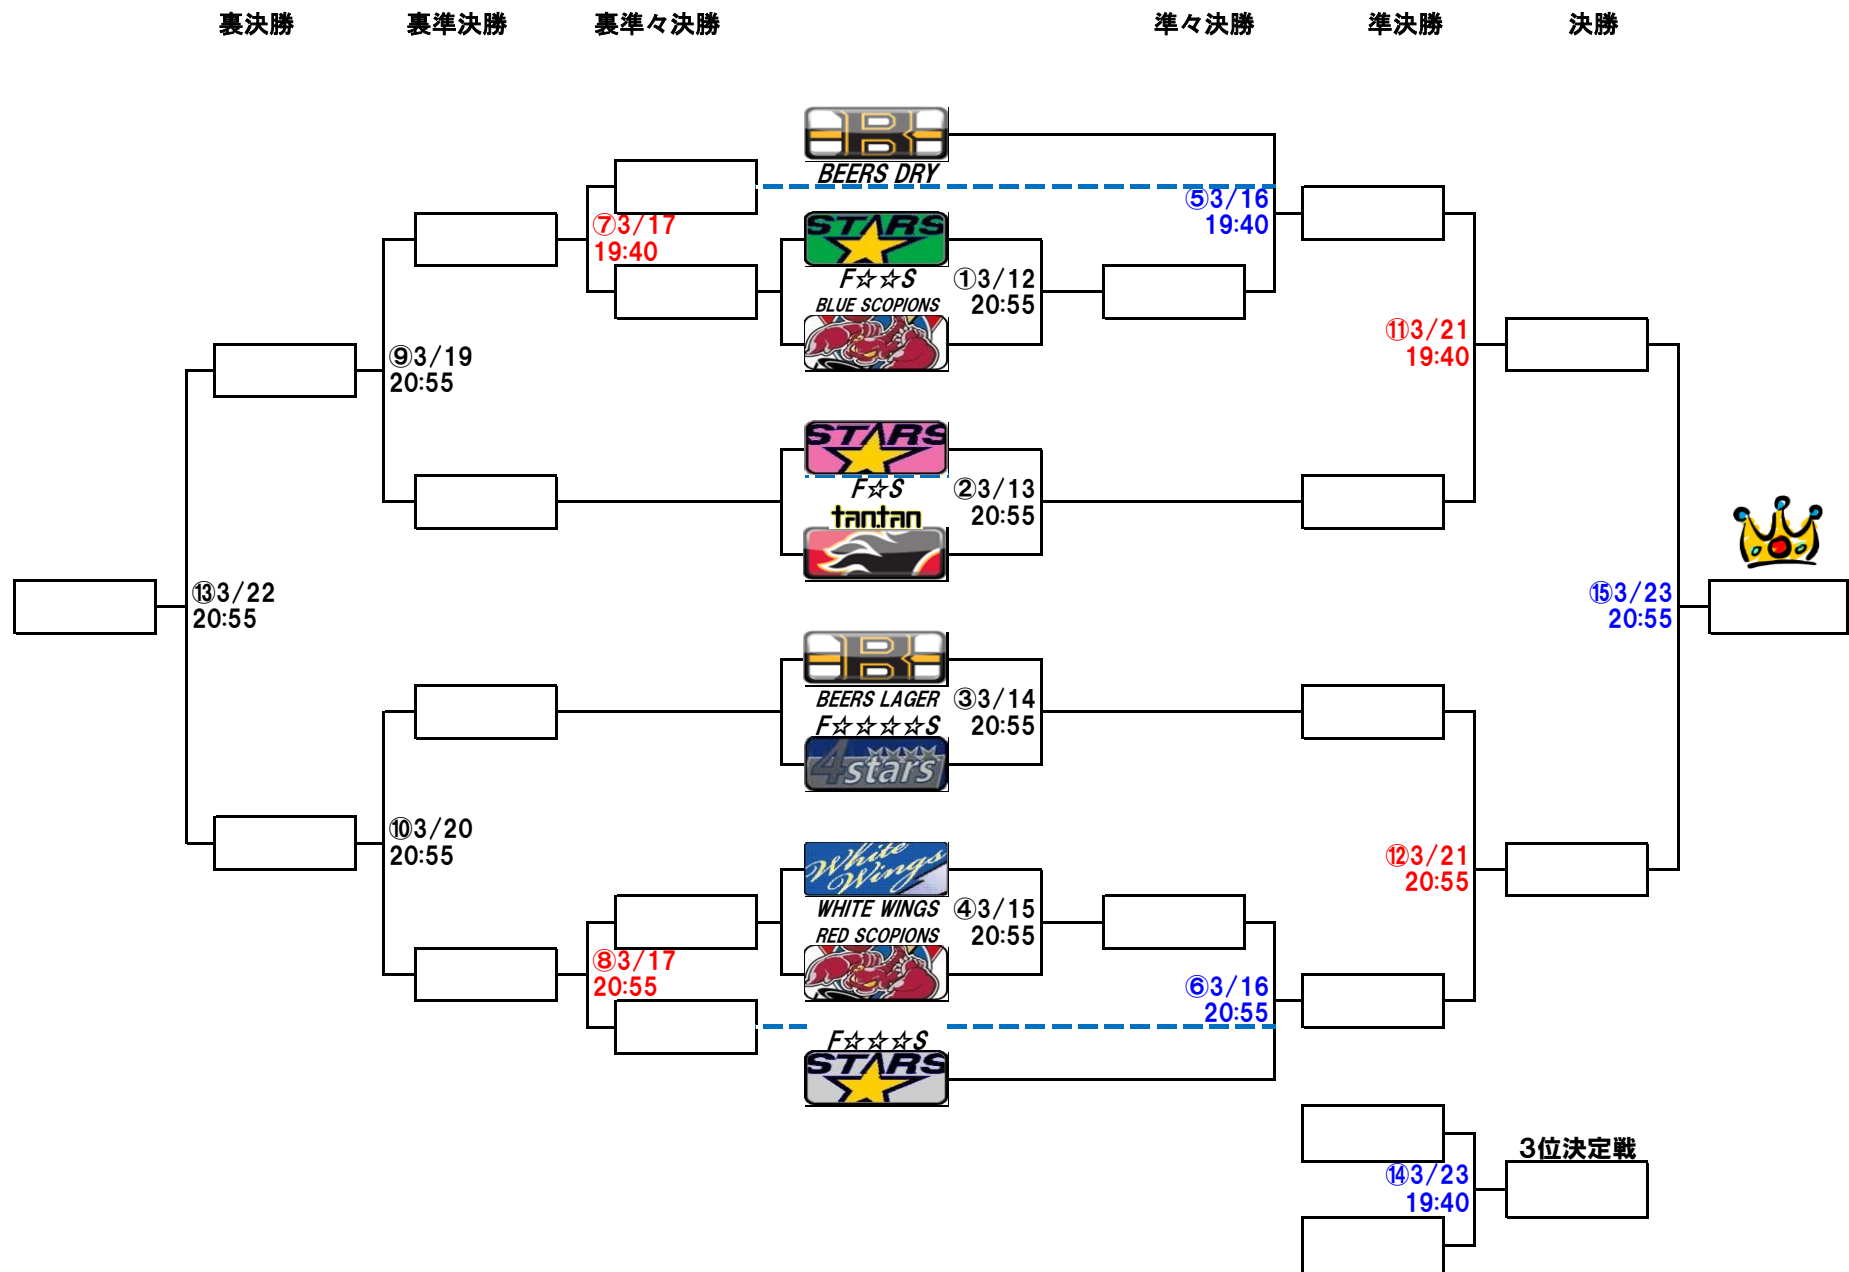 裏決勝 裏準決勝 裏準々決勝 準々決勝 準決勝 決勝
B
BEERS DRY
⑤3/16
19:40
⑦3/17
19:40
STARS
F☆☆S
①3/12
20:55
BLUE SCOPIONS
⑪3/21
19:40
⑨3/19
20:55
STARS
F☆S
②3/13
20:55
tan.tan
⑬3/22
20:55
⑮3/23
20:55
B
BEERS LAGER
③3/14
20:55
F☆☆☆☆S
4stars
⑩3/20
20:55
⑫3/21
20:55
White
Wings
WHITE WINGS
④3/15
20:55
RED SCOPIONS
⑧3/17
20:55
⑥3/16
20:55
F☆☆☆S
STARS
3位決定戦
⑭3/23
19:40